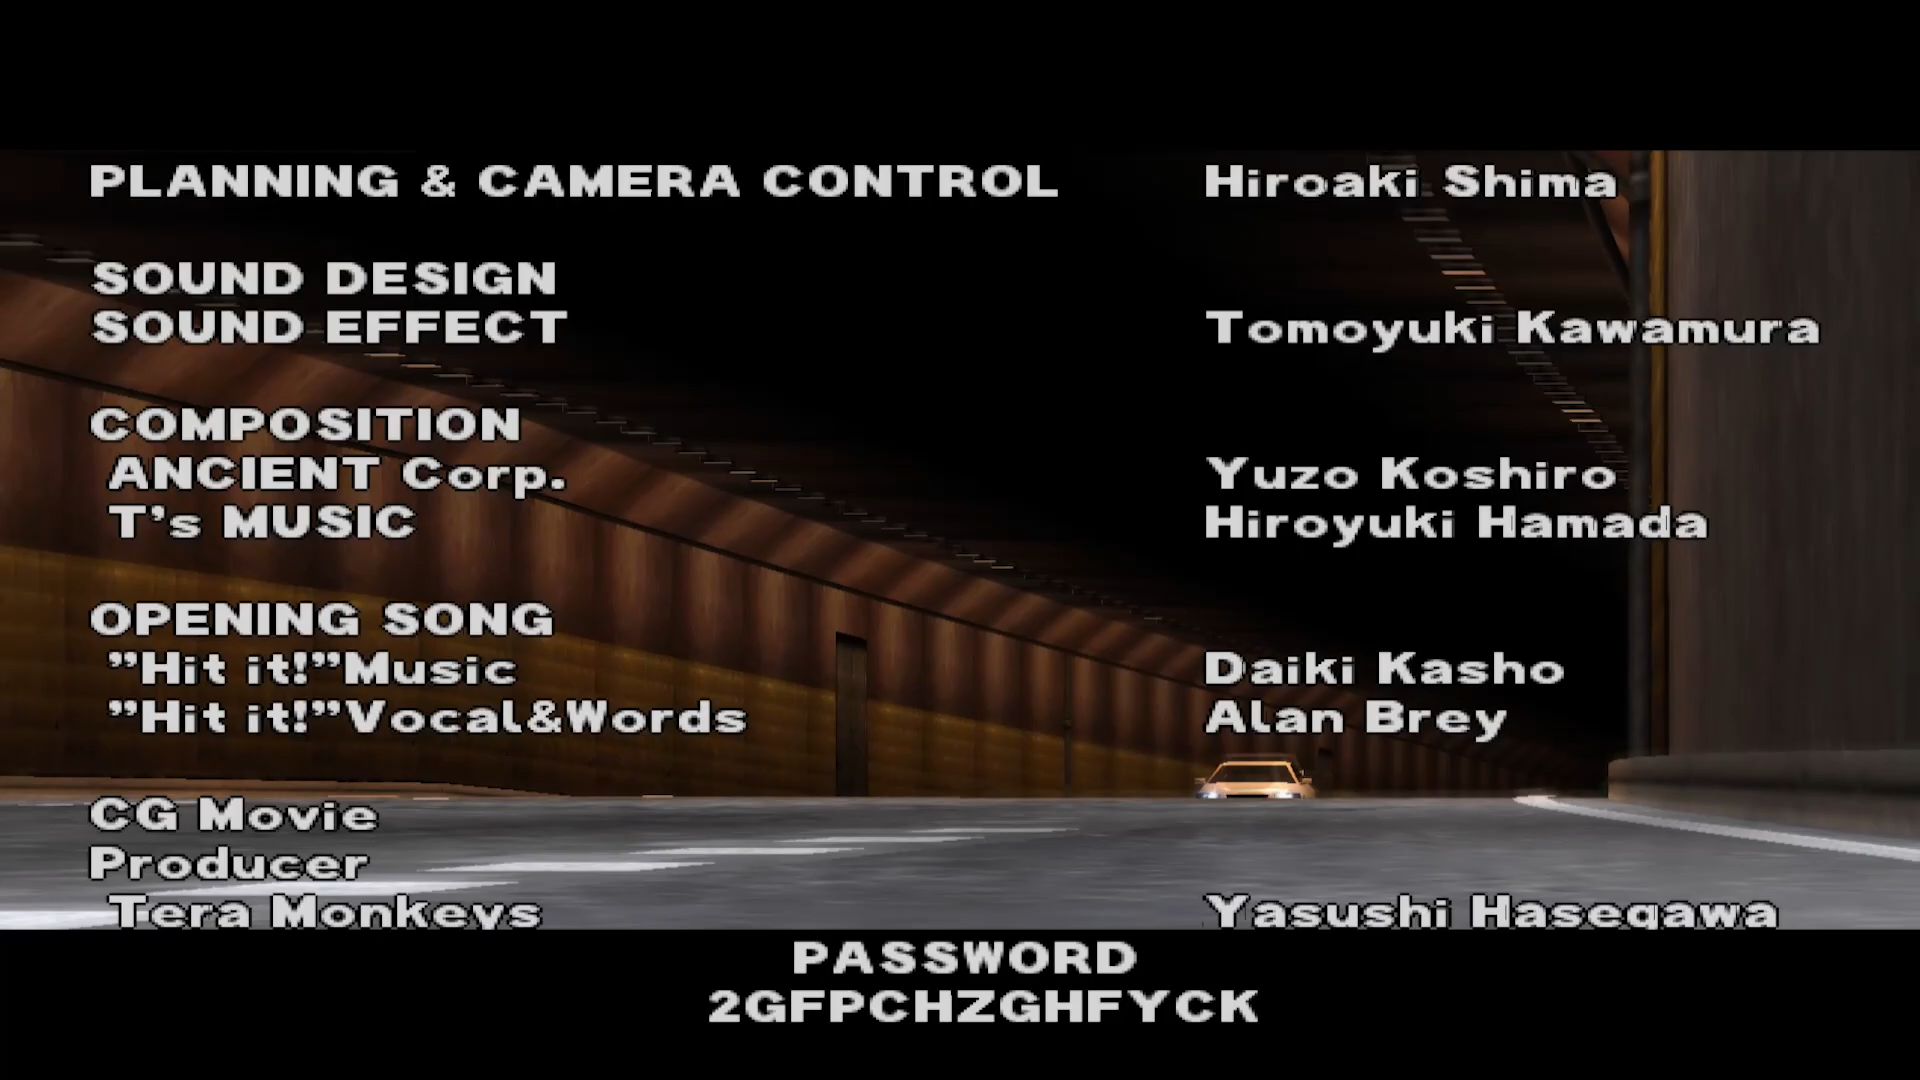 PLANNING & CAMERA CONTROL Hiroaki Shima
SOUND DESIGN
SOUND EFFECT Tomoyuki Kawamura
COMPOSITION
ANCIENT Corp. Yuzo Koshiro
T's MUSIC Hiroyuki Hamada
OPENING SONG
"Hit it!"Music Daiki Kasho
"Hit it!"Vocal&Words Alan Brey
CG Movie
Producer
Tera Monkeys Yasushi Hasegawa
PASSWORD
2GFPCHZGHFYCK